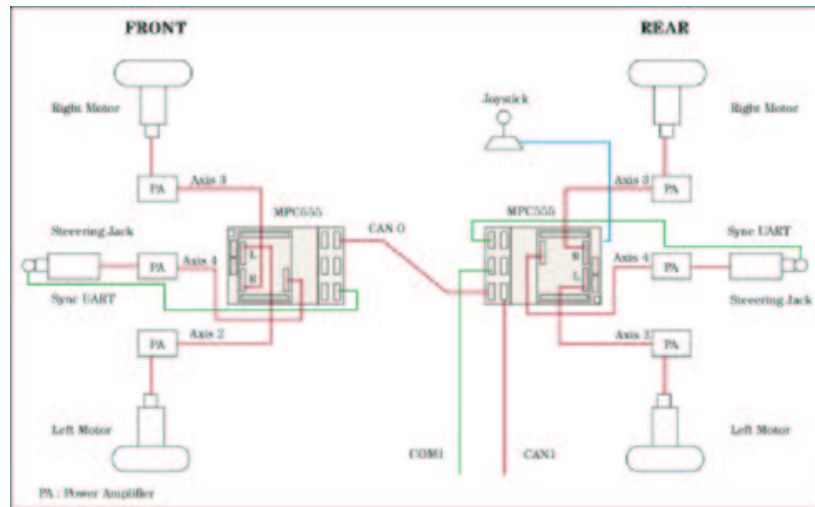 FRONT
REAR
Right Motor
Joystick
Right Motor
PA
Axis 3
Axis 3
PA
MPC555
MPC555
Steering Jack
CAN 0
Sync UART
PA
Axis 4
L
R
R
L
Axis 4
PA
Sync UART
Steering Jack
PA
Axis 2
Axis 2
PA
Left Motor
COM1
CAN1
Left Motor
PA : Power Amplifier